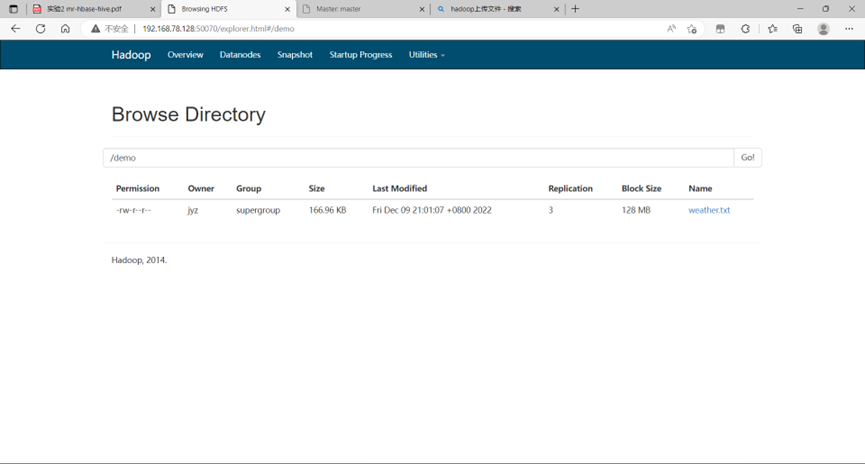 实验2 mr-hbase-hive.pdf
Browsing HDFS
Master: master
hadoop上传文件 - 搜索
不安全
192.168.78.128:50070/explorer.html#/demo
Hadoop Overview Datanodes Snapshot Startup Progress Utilities
Browse Directory
/demo Go!
Permission Owner Group Size Last Modified Replication Block Size Name
-rw-r--r-- jyz supergroup 166.96 KB Fri Dec 09 21:01:07 +0800 2022 3 128 MB weather.txt
Hadoop, 2014.